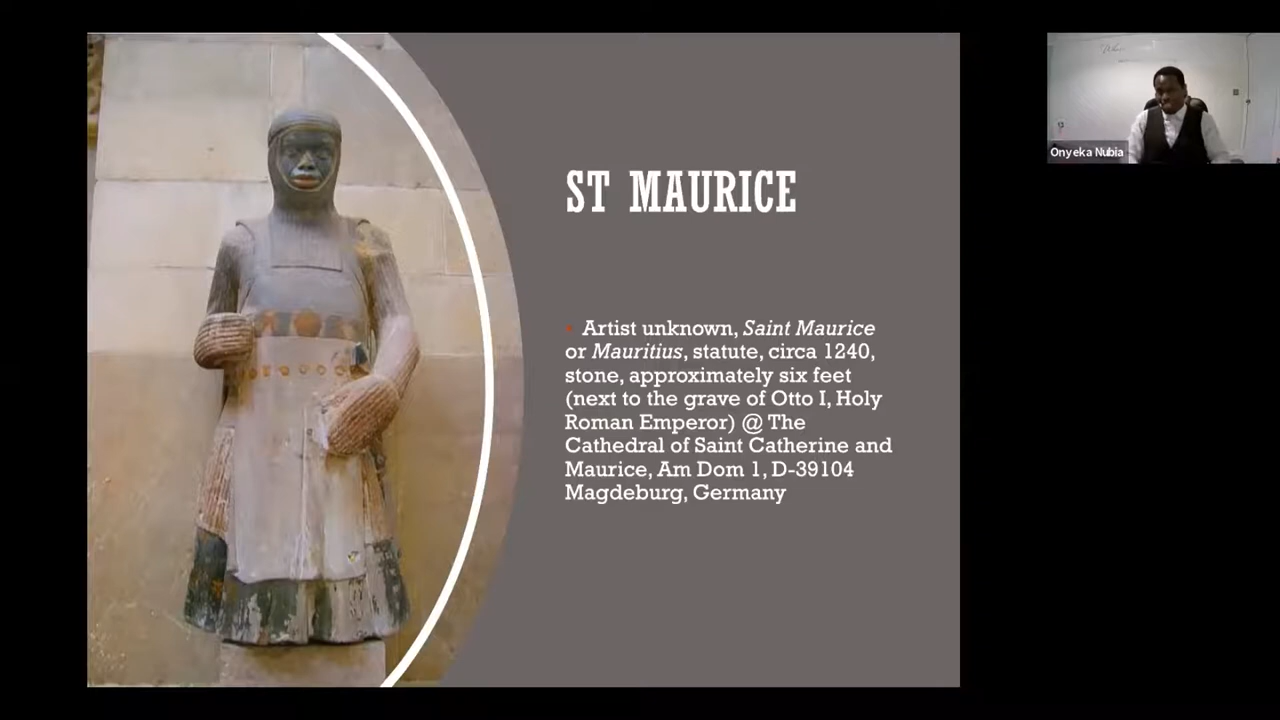 ST MAURICE
Artist unknown, Saint Maurice
or Mauritius, statute, circa 1240,
stone, approximately six feet
(next to the grave of Otto I, Holy
Roman Emperor) @ The
Cathedral of Saint Catherine and
Maurice, Am Dom 1, D-39104
Magdeburg, Germany
Onyeka Nubia